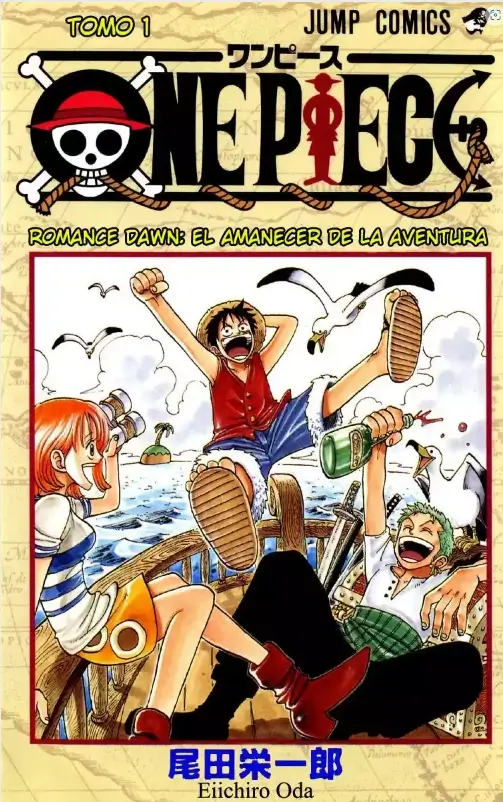 TOMO 1
JUMP COMICS
ワンピース
ONE PIECE
ROMANCE DAWN: EL AMANECER DE LA AVENTURA
尾田栄一郎
Eiichiro Oda